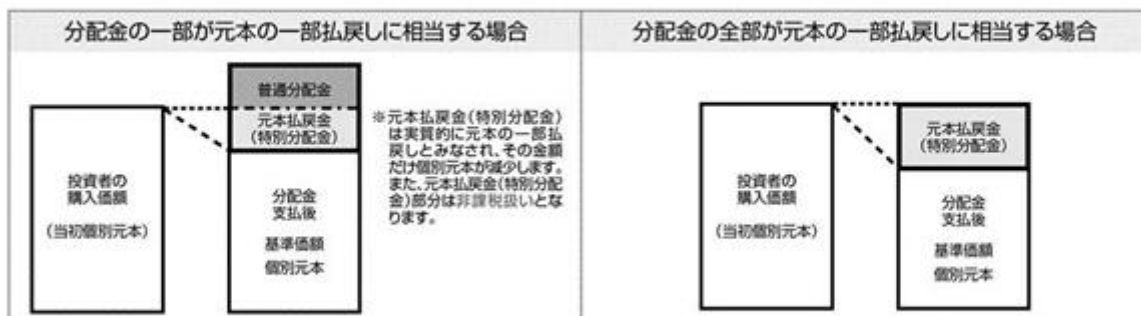 分配金の一部が元本の一部払戻しに相当する場合
普通分配金
元本払戻金
(特別分配金)
投資者の
購入価額
(当初個別元本)
分配金
支払後
基準価額
個別元本
※元本払戻金(特別分配金)
は実質的に元本の一部払
戻しとみなされ、その金額
だけ個別元本が減少します。
また、元本払戻金(特別分配
金)部分は非課税扱いとな
ります。
分配金の全部が元本の一部払戻しに相当する場合
投資者の
購入価額
(当初個別元本)
元本払戻金
(特別分配金)
分配金
支払後
基準価額
個別元本